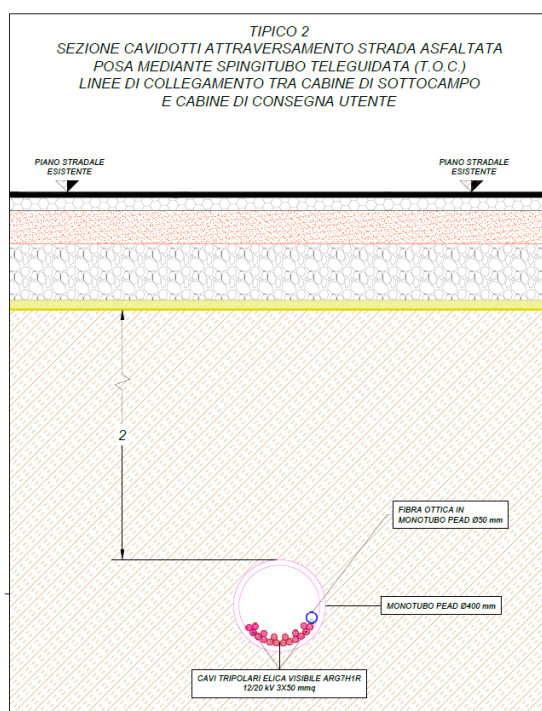 TIPICO 2
SEZIONE CAVIDOTTI ATTRAVERSAMENTO STRADA ASFALTATA
POSA MEDIANTE SPINGITUBO TELEGUIDATA (T.O.C.)
LINEE DI COLLEGAMENTO TRA CABINE DI SOTTOCAMPO
E CABINE DI CONSEGNA UTENTE
PIANO STRADALE
ESISTENTE
PIANO STRADALE
ESISTENTE
2
FIBRA OTTICA IN
MONOTUBO PEAD Ø50 mm
MONOTUBO PEAD Ø400 mm
CAVI TRIPOLARI ELICA VISIBILE ARG7H1R
12/20 kV 3X50 mmq